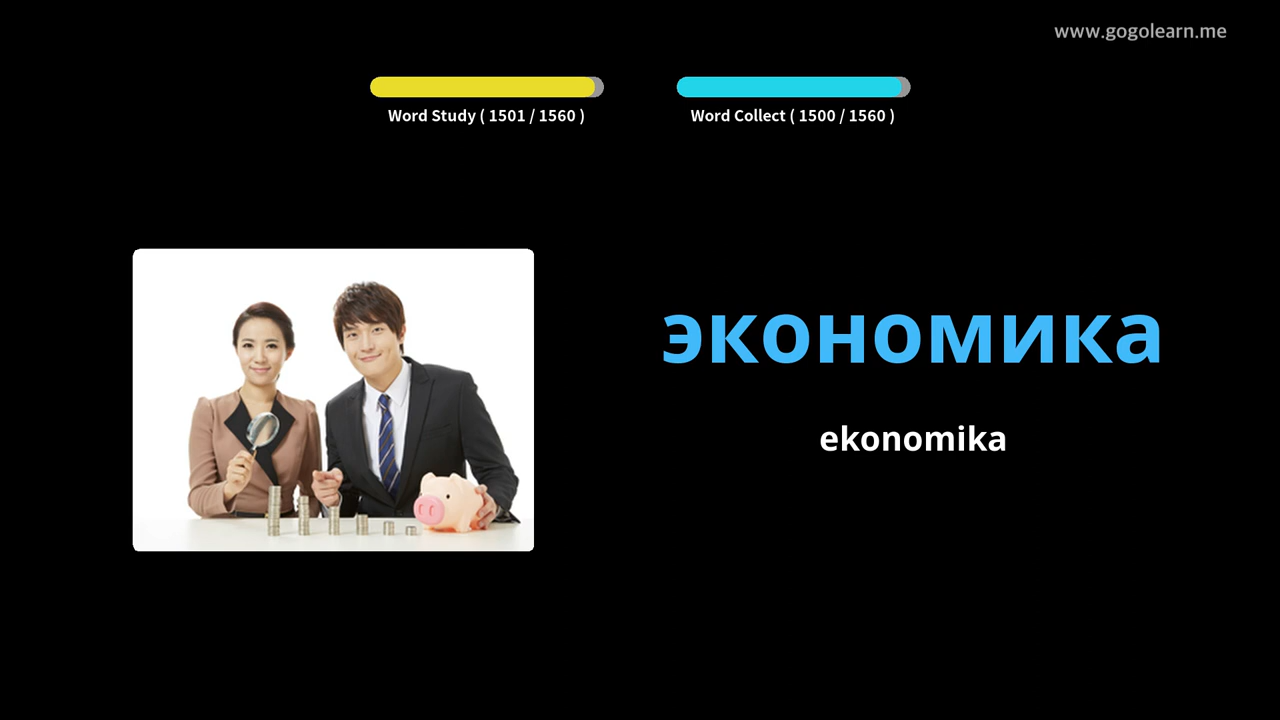 www.gogolearn.me
Word Study ( 1501 / 1560 )
Word Collect ( 1500 / 1560 )
экономика
ekonomika